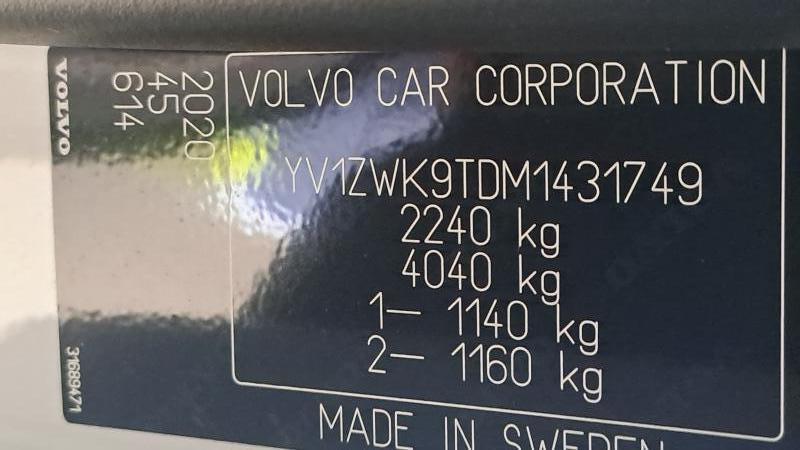 VOLVO
2020
45
614
31689471
VOLVO CAR CORPORATION
YV1ZWK9TDM1431749
2240 kg
4040 kg
1– 1140 kg
2– 1160 kg
MADE IN SWEDEN